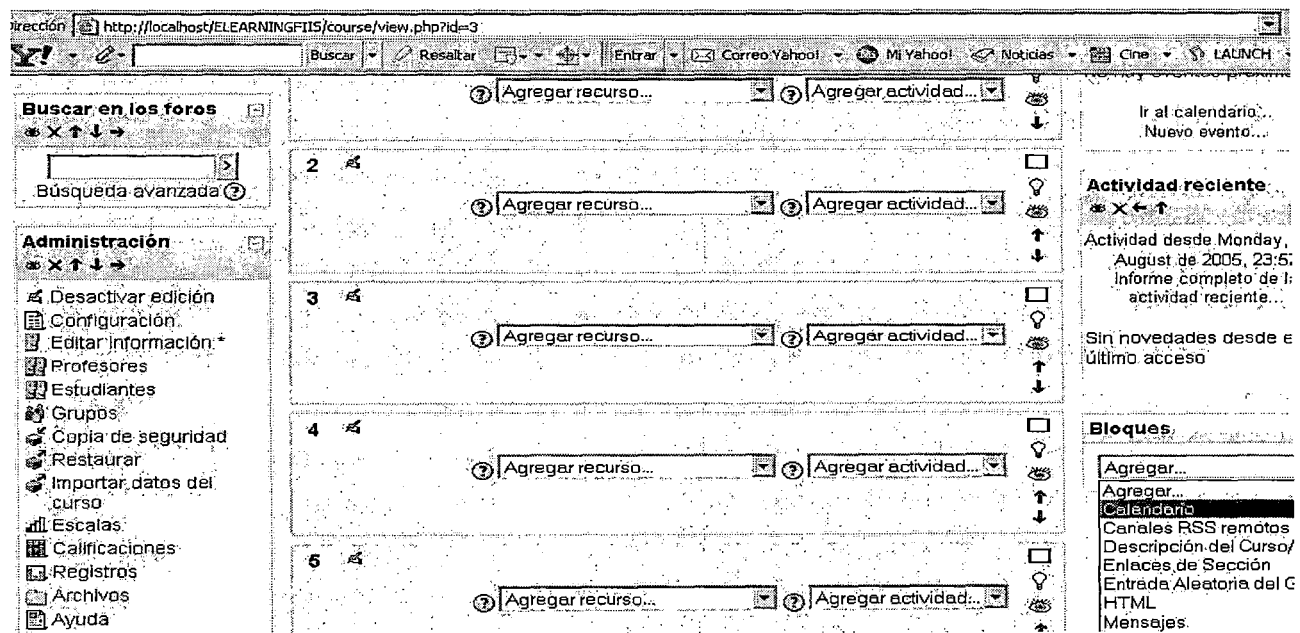 Dirección http://localhost/ELEARNINGFIIS/course/view.php?id=3
Y! Buscar Resaltar Entrar Correo Yahoo! Mi Yahoo! Noticias Cine LAUNCH
Buscar en los foros
Búsqueda avanzada
Administración
Desactivar edición
Configuración
Editar información *
Profesores
Estudiantes
Grupos
Copia de seguridad
Restaurar
Importar datos del
curso
Escalas
Calificaciones
Registros
Archivos
Ayuda
Agregar recurso... Agregar actividad...
2
Agregar recurso... Agregar actividad...
3
Agregar recurso... Agregar actividad...
4
Agregar recurso... Agregar actividad...
5
Agregar recurso... Agregar actividad...
Ir al calendario...
Nuevo evento...
Actividad reciente
Actividad desde Monday,
August de 2005, 23:5
Informe completo de
actividad reciente...
Sin novedades desde e
último acceso
Bloques
Agregar...
Agregar...
Calendario
Canales RSS remotos
Descripción del Curso/
Enlaces de Sección
Entrada Aleatoria del G
HTML
Mensajes